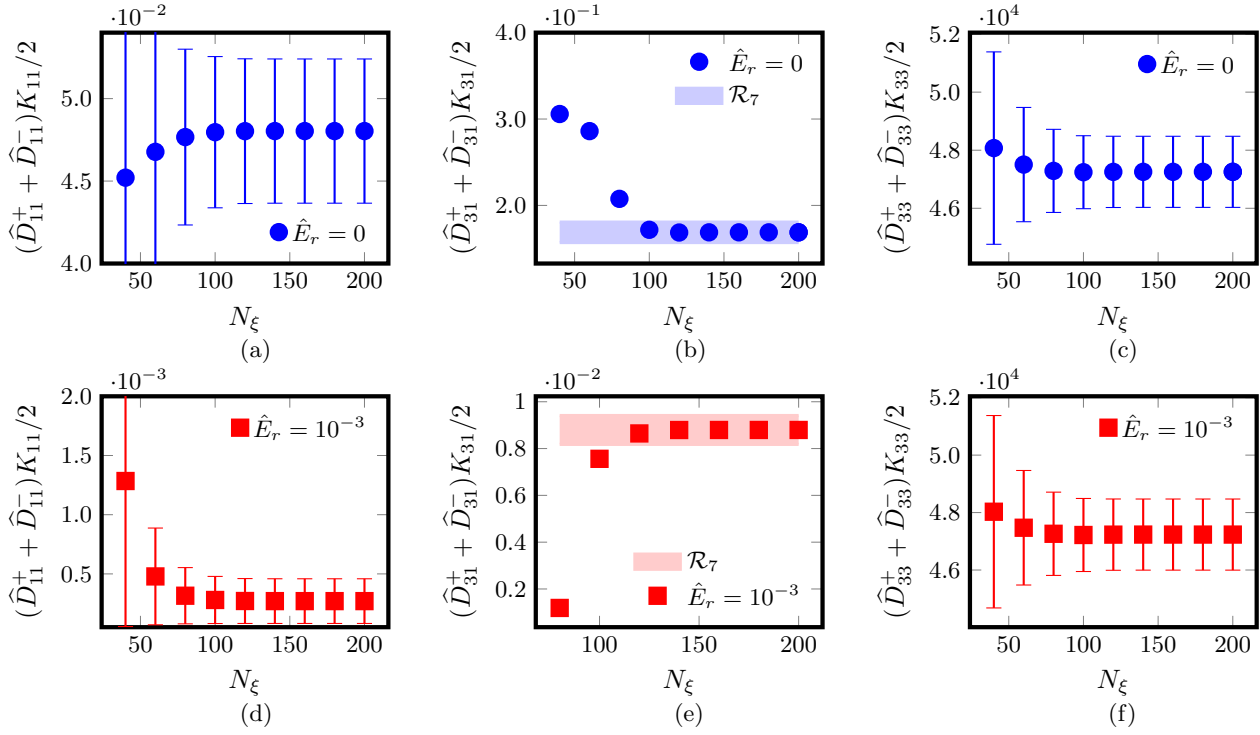 ·10⁻²
(D̂⁺₁₁ + D̂⁻₁₁)K₁₁/2
5.0
4.5
4.0
50 100 150 200
Êᵣ = 0
N_ξ
(a)
·10⁻¹
(D̂⁺₃₁ + D̂⁻₃₁)K₃₁/2
4.0
3.0
2.0
50 100 150 200
Êᵣ = 0
ℛ₇
N_ξ
(b)
·10⁴
(D̂⁺₃₃ + D̂⁻₃₃)K₃₃/2
5.2
5.0
4.8
4.6
50 100 150 200
Êᵣ = 0
N_ξ
(c)
·10⁻³
(D̂⁺₁₁ + D̂⁻₁₁)K₁₁/2
2.0
1.5
1.0
0.5
50 100 150 200
Êᵣ = 10⁻³
N_ξ
(d)
·10⁻²
(D̂⁺₃₁ + D̂⁻₃₁)K₃₁/2
1
0.8
0.6
0.4
0.2
100 150 200
ℛ₇
Êᵣ = 10⁻³
N_ξ
(e)
·10⁴
(D̂⁺₃₃ + D̂⁻₃₃)K₃₃/2
5.2
5.0
4.8
4.6
50 100 150 200
Êᵣ = 10⁻³
N_ξ
(f)